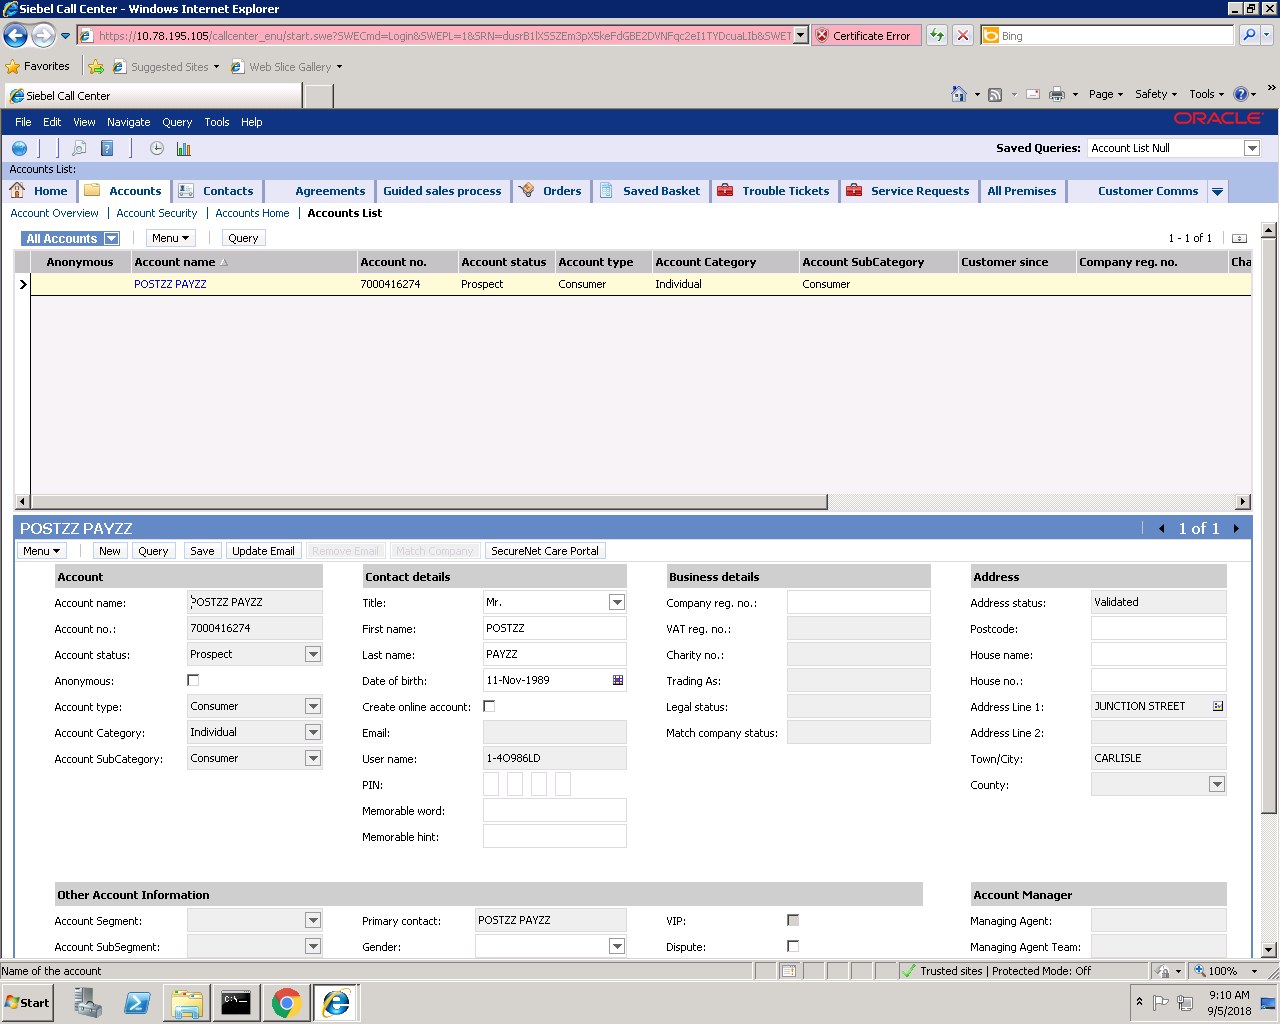 Siebel Call Center - Windows Internet Explorer
https://10.78.195.105/callcenter_enu/start.swe?SWECmd=Login&SWEPL=1&SRN=dusrB1lXSSZEm3pX5keFdGBE2DVNFqc2eI1TYDcuaLIb&SWET Certificate Error Bing
Favorites Suggested Sites Web Slice Gallery
Siebel Call Center Page Safety Tools
File Edit View Navigate Query Tools Help ORACLE
Saved Queries: Account List Null
Accounts List:
Home Accounts Contacts Agreements Guided sales process Orders Saved Basket Trouble Tickets Service Requests All Premises Customer Comms
Account Overview | Account Security | Accounts Home | Accounts List
All Accounts Menu Query 1 - 1 of 1
Anonymous Account name Account no. Account status Account type Account Category Account SubCategory Customer since Company reg. no. Cha
POSTZZ PAYZZ 7000416274 Prospect Consumer Individual Consumer
POSTZZ PAYZZ 1 of 1
Menu New Query Save Update Email Remove Email Match Company SecureNet Care Portal
Account Contact details Business details Address
Account name: POSTZZ PAYZZ Title: Mr. Company reg. no.: Address status: Validated
Account no.: 7000416274 First name: POSTZZ VAT reg. no.: Postcode:
Account status: Prospect Last name: PAYZZ Charity no.: House name:
Anonymous: Date of birth: 11-Nov-1989 Trading As: House no.:
Account type: Consumer Create online account: Legal status: Address Line 1: JUNCTION STREET
Account Category: Individual Email: Match company status: Address Line 2:
Account SubCategory: Consumer User name: 1-4O986LD Town/City: CARLISLE
PIN: County:
Memorable word:
Memorable hint:
Other Account Information Account Manager
Account Segment: Primary contact: POSTZZ PAYZZ VIP: Managing Agent:
Account SubSegment: Gender: Dispute: Managing Agent Team:
Name of the account Trusted sites | Protected Mode: Off 100%
Start 9:10 AM
9/5/2018